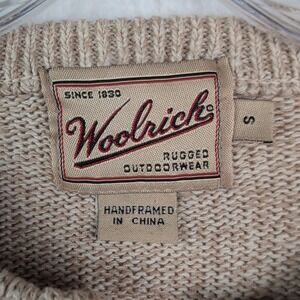 SINCE 1830
Woolrich
RUGGED
OUTDOORWEAR
S
HANDFRAMED
IN CHINA